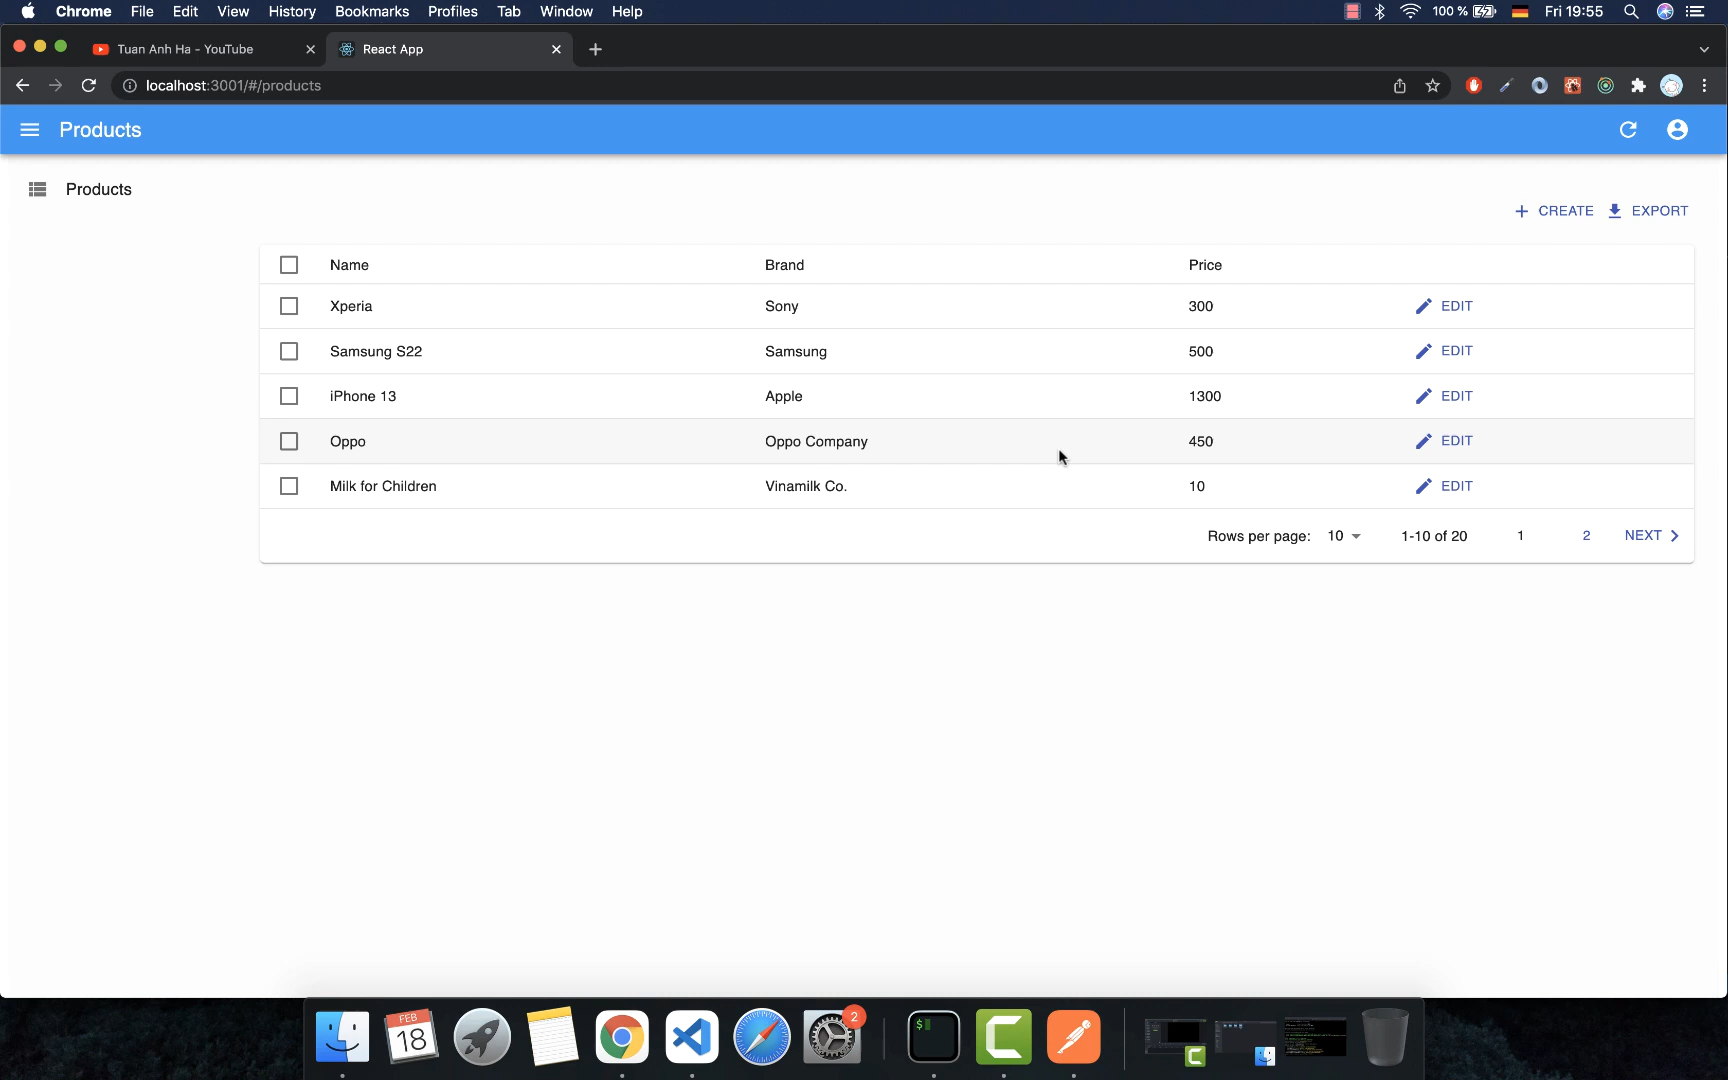 Chrome File Edit View History Bookmarks Profiles Tab Window Help 100 % Fri 19:55
Tuan Anh Ha - YouTube React App
localhost:3001/#/products
Products
Products
CREATE EXPORT
Name Brand Price
Xperia Sony 300 EDIT
Samsung S22 Samsung 500 EDIT
iPhone 13 Apple 1300 EDIT
Oppo Oppo Company 450 EDIT
Milk for Children Vinamilk Co. 10 EDIT
Rows per page: 10 1-10 of 20 1 2 NEXT
FEB
18
2
$